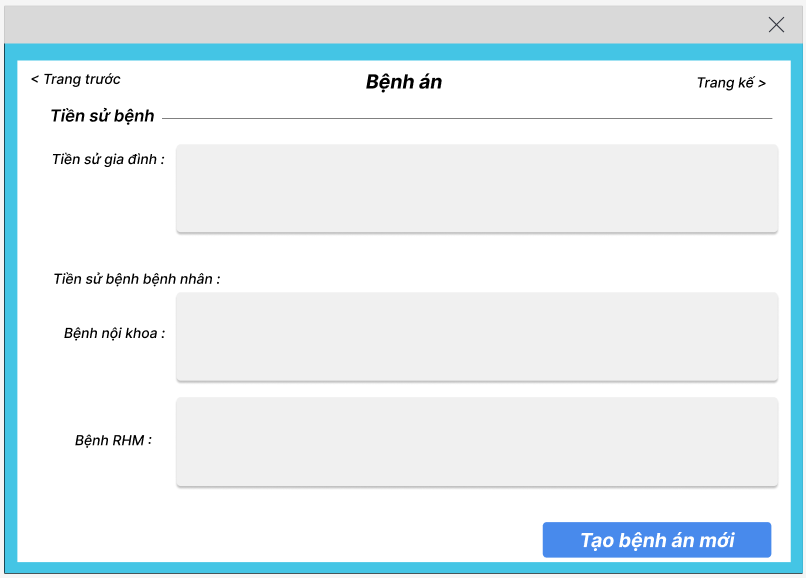 < Trang trước
Bệnh án
Trang kế >
Tiền sử bệnh
Tiền sử gia đình :
Tiền sử bệnh bệnh nhân :
Bệnh nội khoa :
Bệnh RHM :
Tạo bệnh án mới